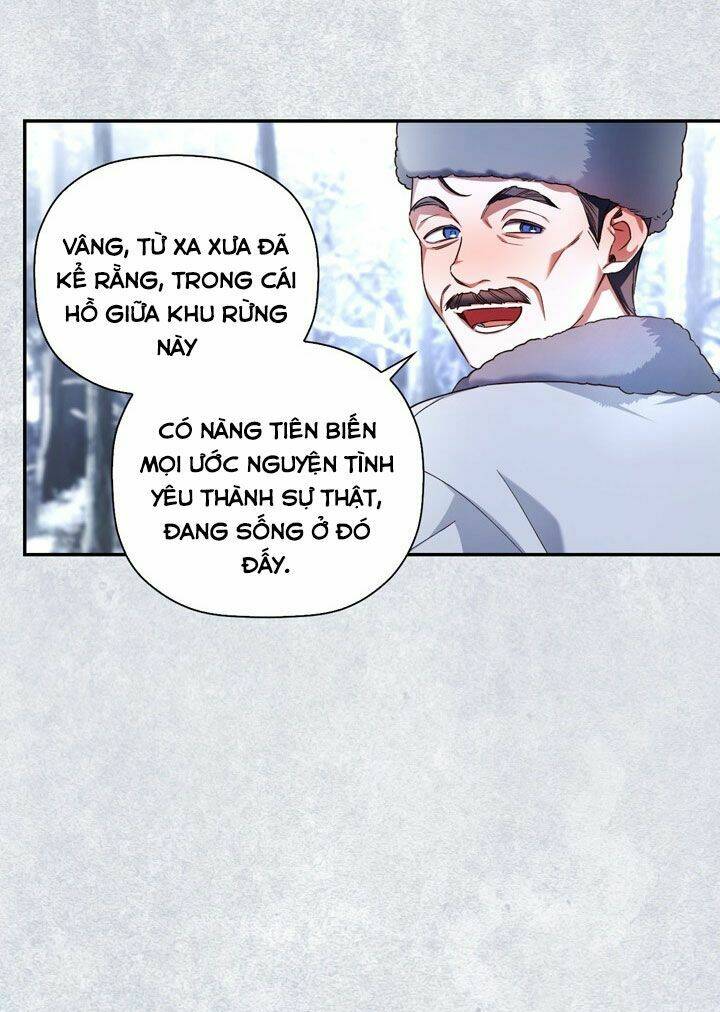 VÂNG, TỪ XA XƯA ĐÃ
KỂ RẰNG, TRONG CÁI
HỒ GIỮA KHU RỪNG
NÀY
CÓ NÀNG TIÊN BIẾN
MỌI ƯỚC NGUYỆN TÌNH
YÊU THÀNH SỰ THẬT,
ĐANG SỐNG Ở ĐÓ
ĐẤY.